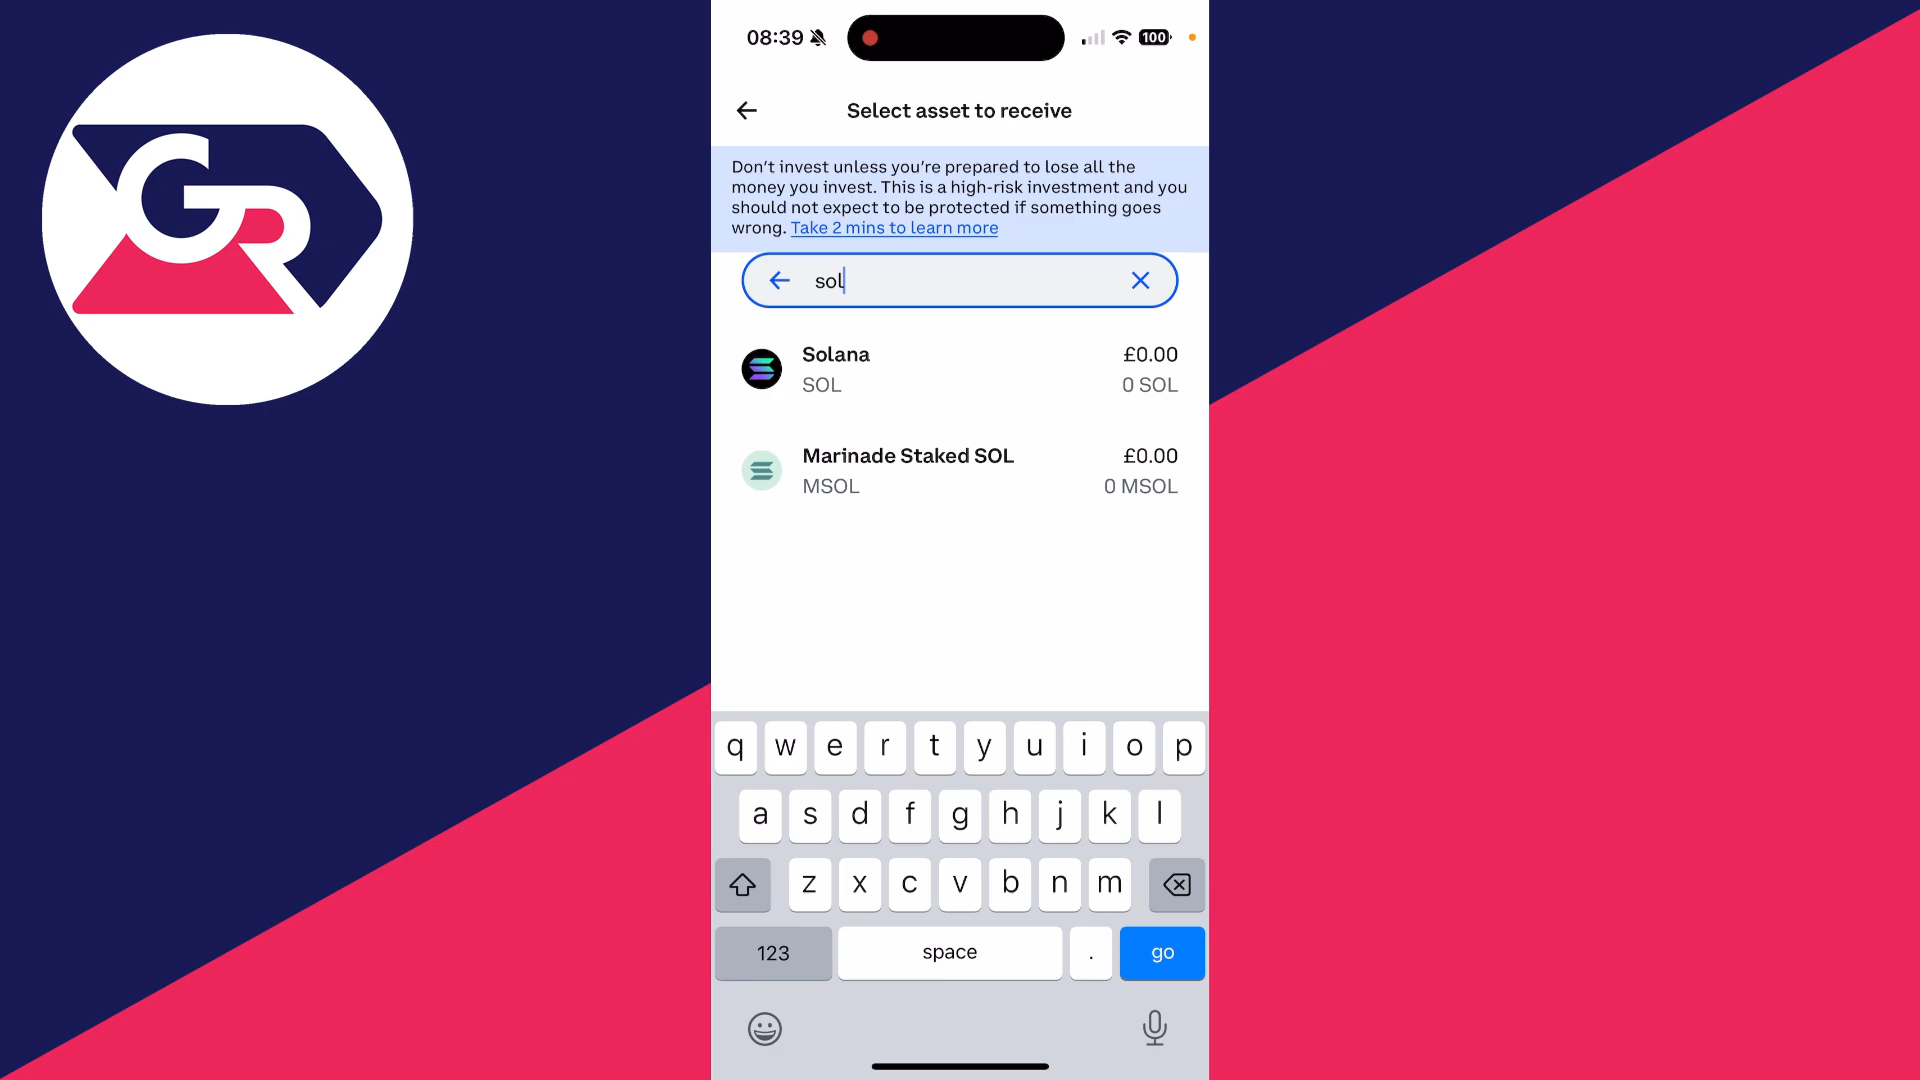 GR
08:39
100
Select asset to receive
Don't invest unless you're prepared to lose all the
money you invest. This is a high-risk investment and you
should not expect to be protected if something goes
wrong. Take 2 mins to learn more
sol
Solana £0.00
SOL 0 SOL
Marinade Staked SOL £0.00
MSOL 0 MSOL
q w e r t y u i o p
a s d f g h j k l
z x c v b n m
123 space . go